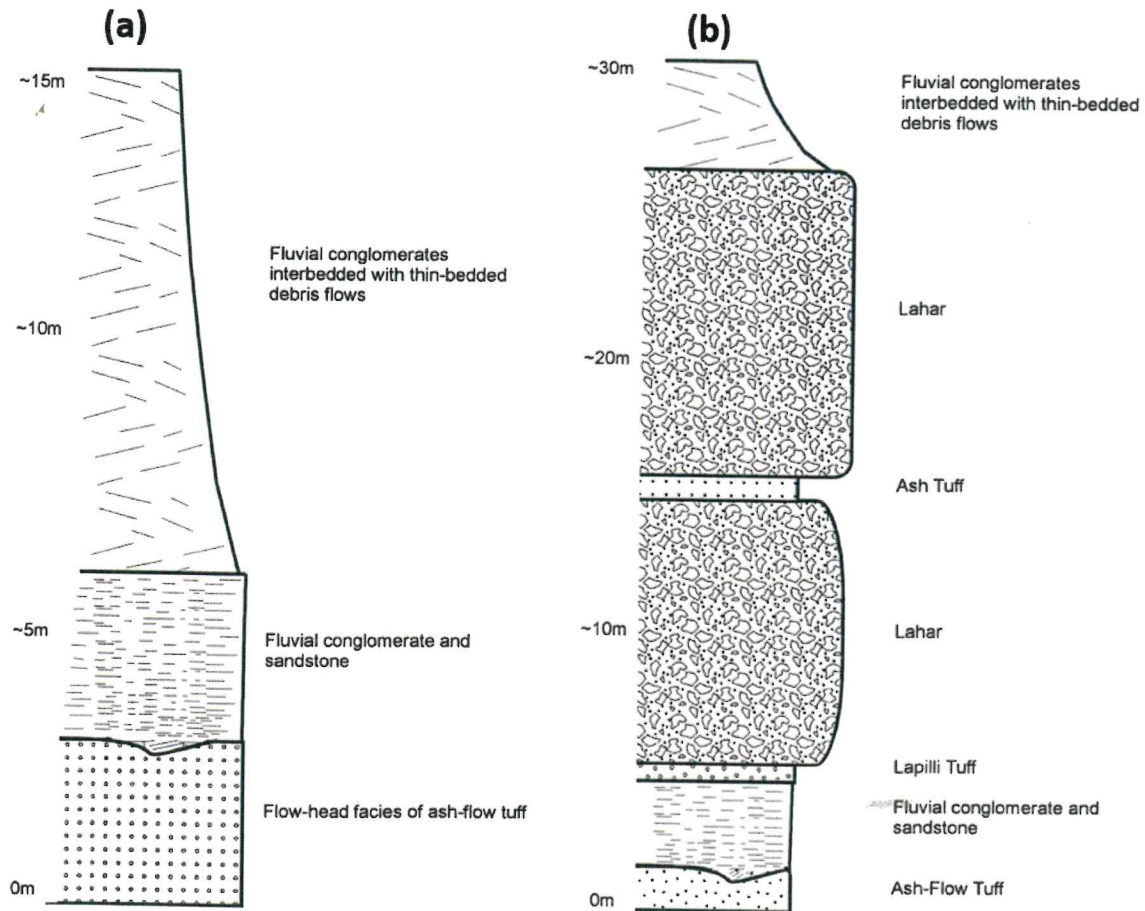 (a)
~15m
Fluvial conglomerates
interbedded with thin-bedded
debris flows
~10m
~5m
Fluvial conglomerate and
sandstone
Flow-head facies of ash-flow tuff
0m
(b)
~30m
Fluvial conglomerates
interbedded with thin-bedded
debris flows
Lahar
~20m
Ash Tuff
~10m
Lahar
Lapilli Tuff
Fluvial conglomerate and
sandstone
Ash-Flow Tuff
0m